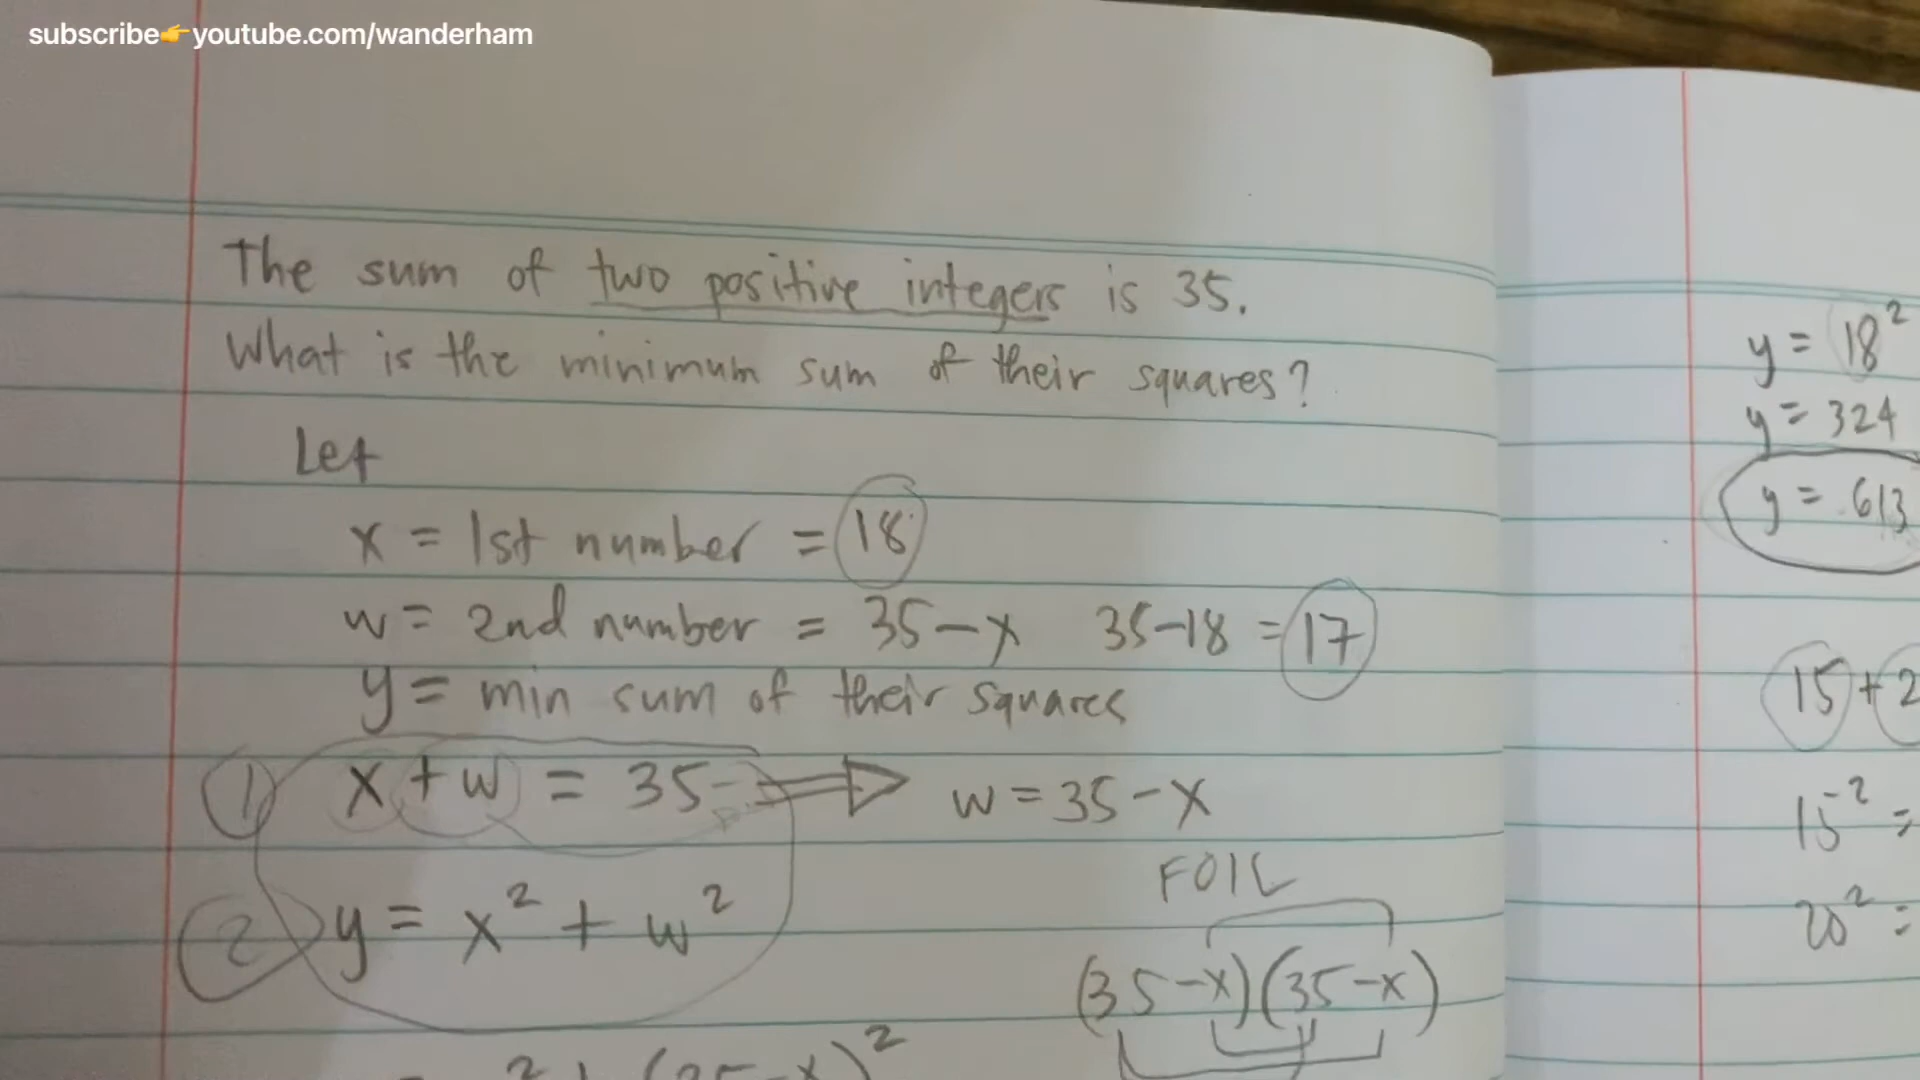 subscribe👉youtube.com/wanderham
The sum of two positive integers is 35.
What is the minimum sum of their squares?
Let
x = 1st number = 18
w = 2nd number = 35-x 35-18 = 17
y = min sum of their squares
1 x+w = 35 ⇒ w = 35-x
2 y = x² + w²
FOIL
(35-x)(35-x)
y = 18²
y = 324
y = 613
15 + 2
15² =
20² =